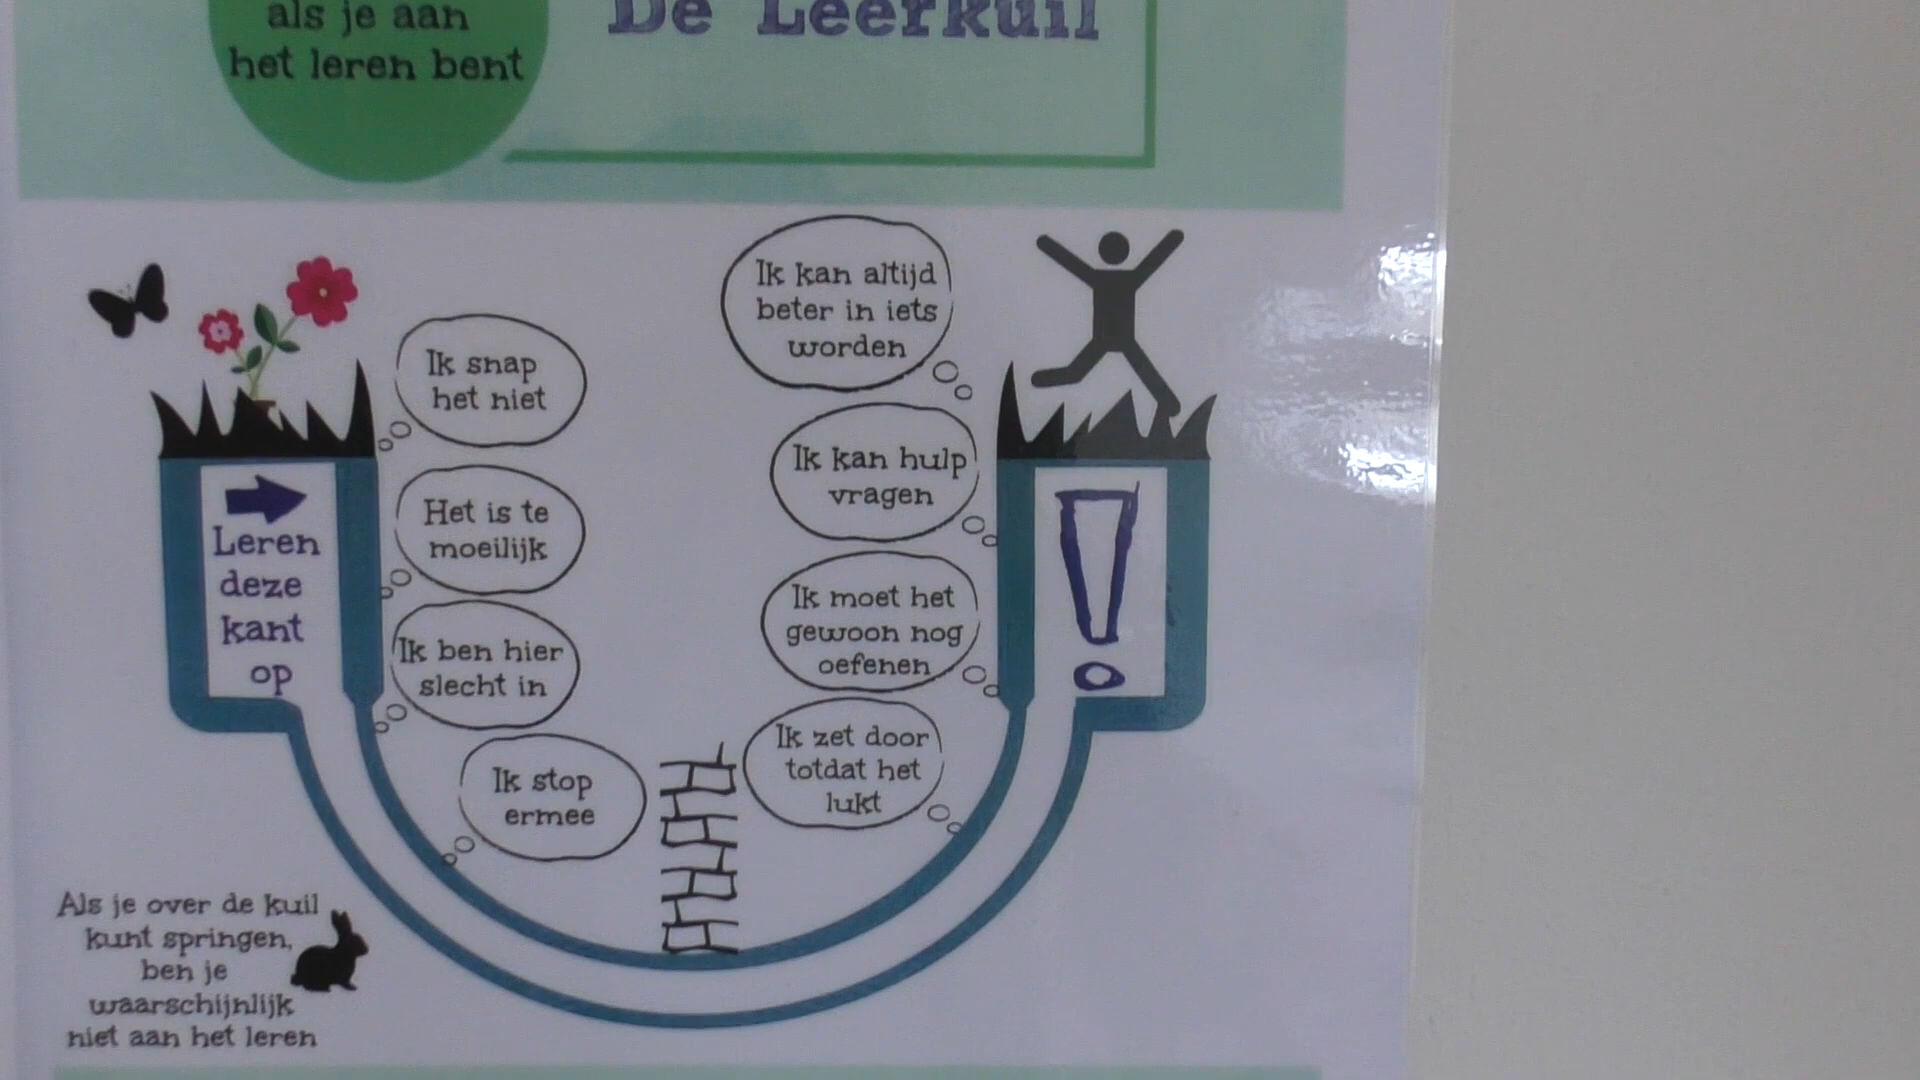 als je aan
het leren bent
De Leerkuil
Ik snap
het niet
Het is te
moeilijk
Ik ben hier
slecht in
Ik stop
ermee
Ik kan altijd
beter in iets
worden
Ik kan hulp
vragen
Ik moet het
gewoon nog
oefenen
Ik zet door
totdat het
lukt
Leren
deze
kant
op
!
Als je over de kuil
kunt springen,
ben je
waarschijnlijk
niet aan het leren